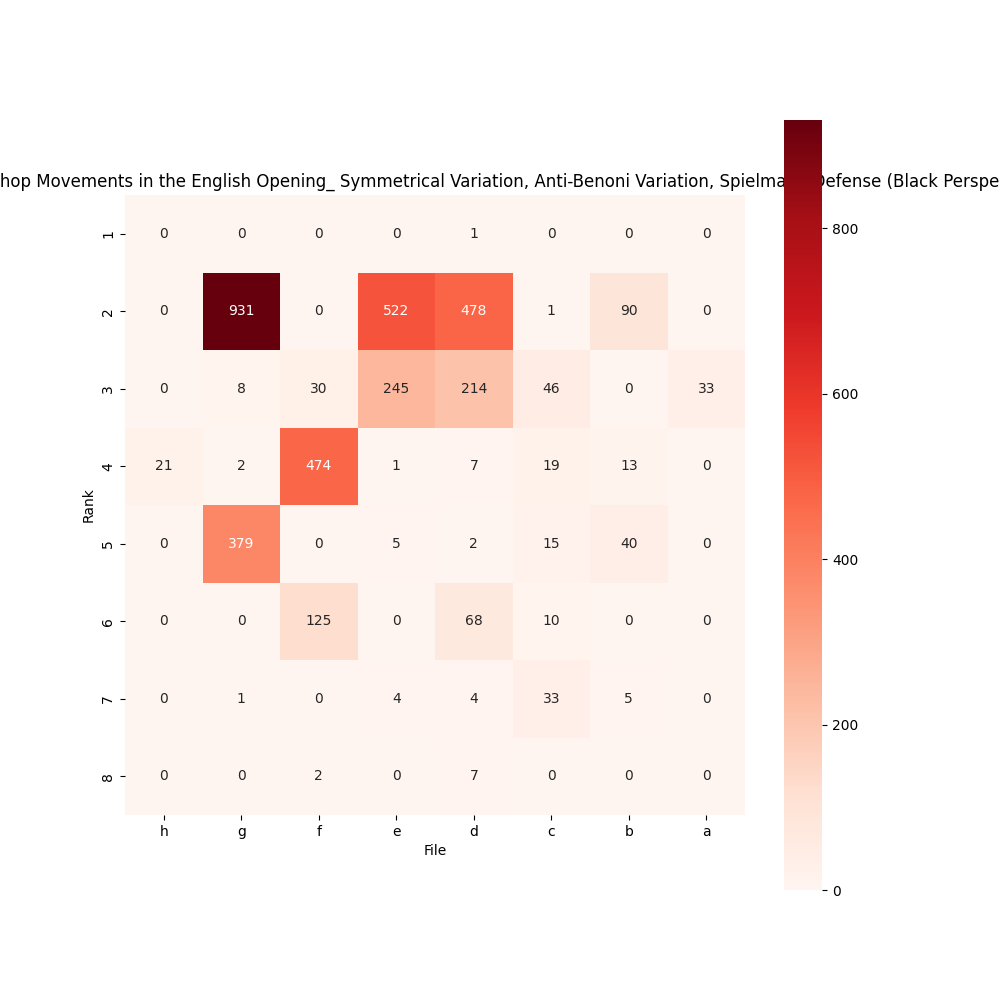 hop Movements in the English Opening_ Symmetrical Variation, Anti-Benoni Variation, Spielma Defense (Black Perspe
1 0 0 0 0 1 0 0 0
2 0 931 0 522 478 1 90 0
800
3 0 8 30 245 214 46 0 33
600
4 21 2 474 1 7 19 13 0
Rank
5 0 379 0 5 2 15 40 0
400
6 0 0 125 0 68 10 0 0
7 0 1 0 4 4 33 5 0
200
8 0 0 2 0 7 0 0 0
h g f e d c b a
File
0